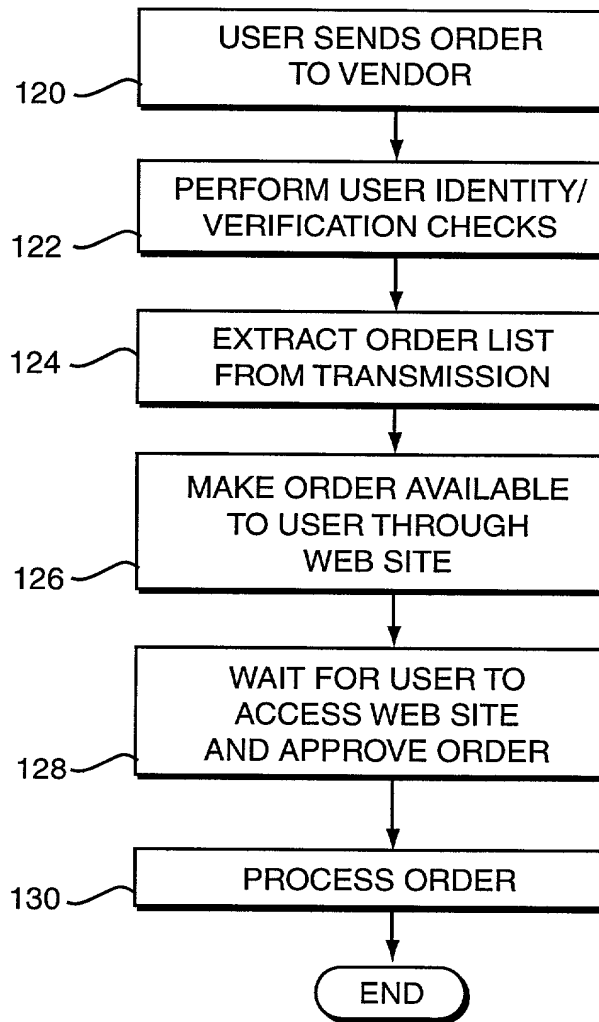 USER SENDS ORDER
TO VENDOR
120
PERFORM USER IDENTITY/
VERIFICATION CHECKS
122
EXTRACT ORDER LIST
FROM TRANSMISSION
124
MAKE ORDER AVAILABLE
TO USER THROUGH
WEB SITE
126
WAIT FOR USER TO
ACCESS WEB SITE
AND APPROVE ORDER
128
PROCESS ORDER
130
END